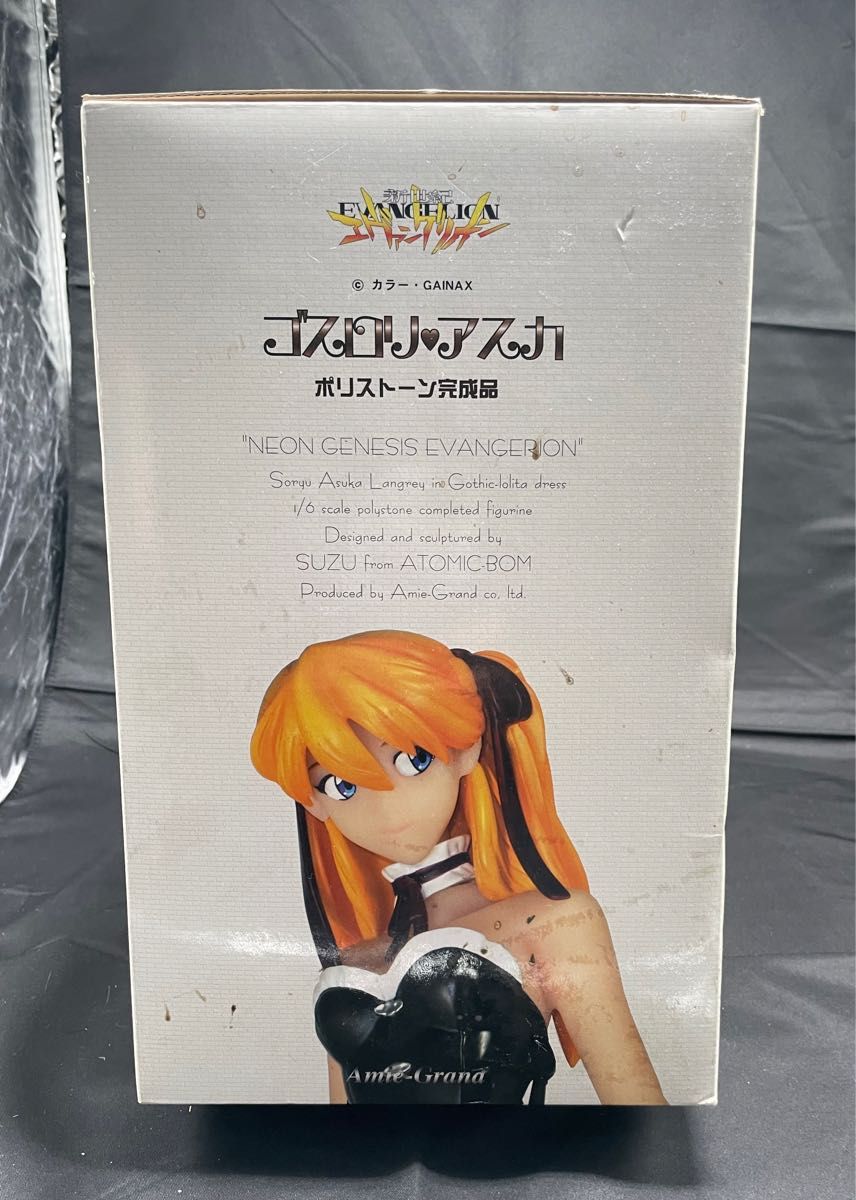 新世紀
EVANGELION
エヴァンゲリオン
© カラー・GAINAX
ゴスロリ♥アスカ
ポリストーン完成品
"NEON GENESIS EVANGERION"
Soryu Asuka Langrey in Gothic-lolita dress
1/6 scale polystone completed figurine
Designed and sculptured by
SUZU from ATOMIC-BOM
Produced by Amie-Grand co. ltd.
Amie-Grand